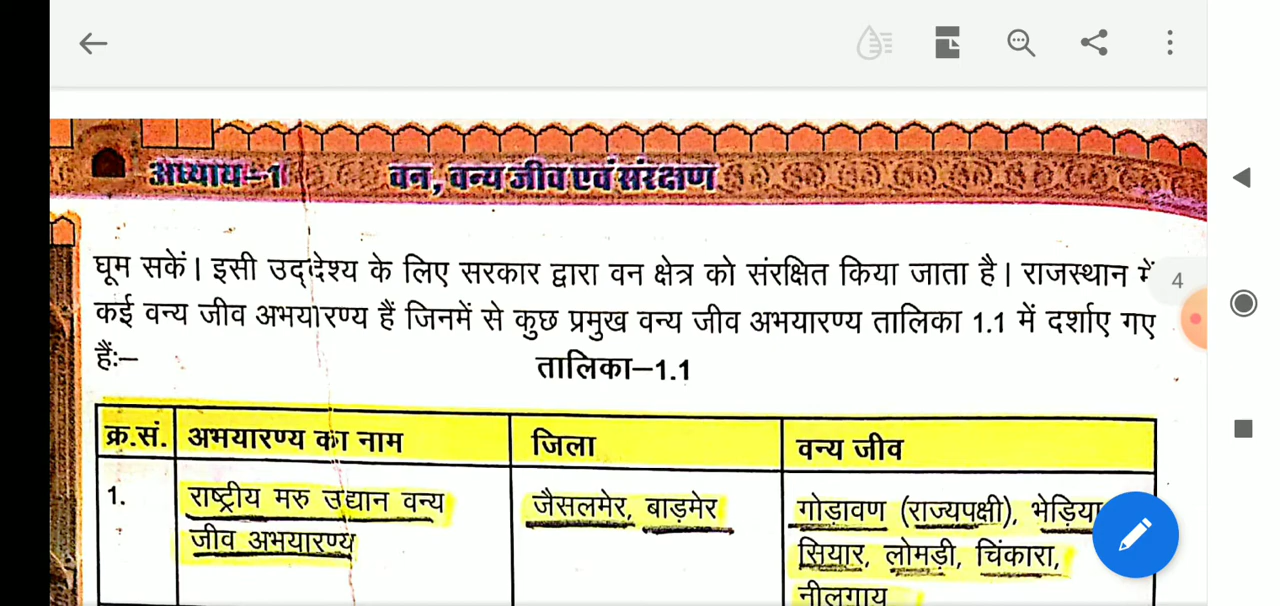 अध्याय–1 वन, वन्य जीव एवं संरक्षण
घूम सकें। इसी उद्देश्य के लिए सरकार द्वारा वन क्षेत्र को संरक्षित किया जाता है। राजस्थान में
4
कई वन्य जीव अभयारण्य हैं जिनमें से कुछ प्रमुख वन्य जीव अभयारण्य तालिका 1.1 में दर्शाए गए
हैं:–
तालिका–1.1
क्र.सं. अभयारण्य का नाम जिला वन्य जीव
1. राष्ट्रीय मरु उद्यान वन्य जैसलमेर, बाड़मेर गोड़ावण (राज्यपक्षी), भेड़िया
जीव अभयारण्य सियार, लोमड़ी, चिंकारा,
नीलगाय